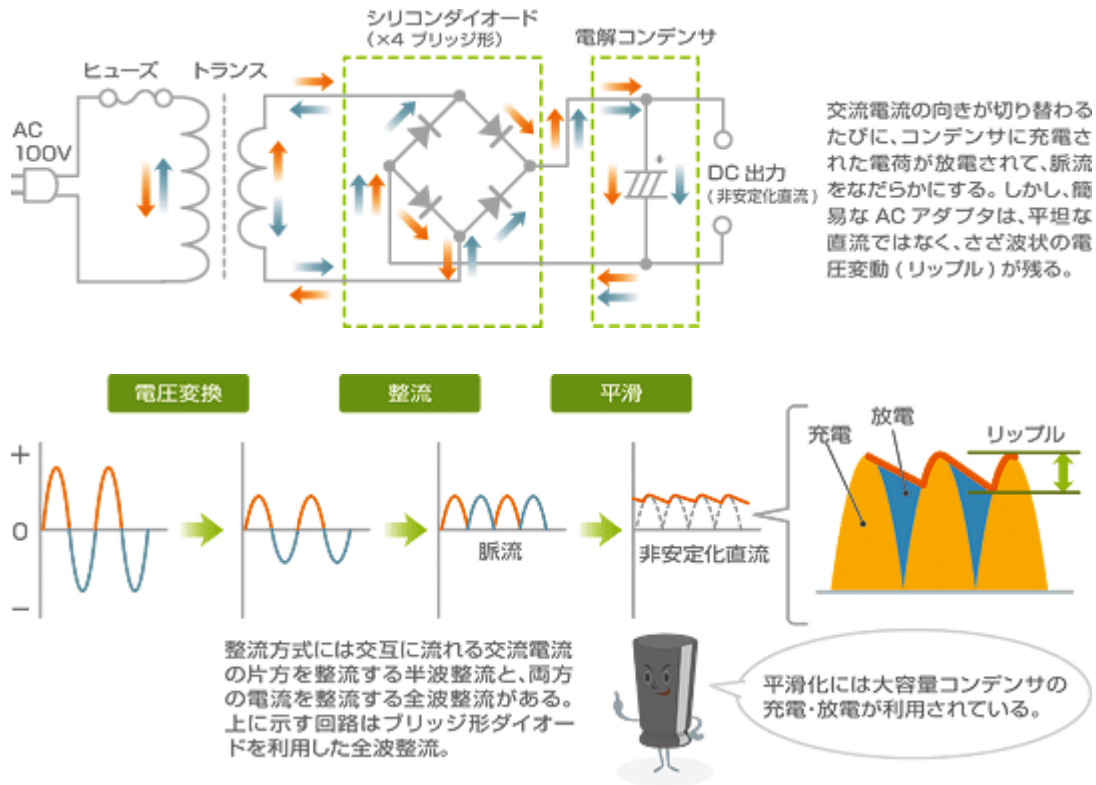 シリコンダイオード
(×4 ブリッジ形)
電解コンデンサ
ヒューズ
トランス
AC
100V
DC 出力
(非安定化直流)
交流電流の向きが切り替わる
たびに、コンデンサに充電さ
れた電荷が放電されて、脈流
をなだらかにする。しかし、簡
易な AC アダプタは、平坦な
直流ではなく、さざ波状の電
圧変動 (リップル) が残る。
電圧変換
整流
平滑
+
0
−
脈流
非安定化直流
充電
放電
リップル
整流方式には交互に流れる交流電流
の片方を整流する半波整流と、両方
の電流を整流する全波整流がある。
上に示す回路はブリッジ形ダイオー
ドを利用した全波整流。
平滑化には大容量コンデンサの
充電・放電が利用されている。